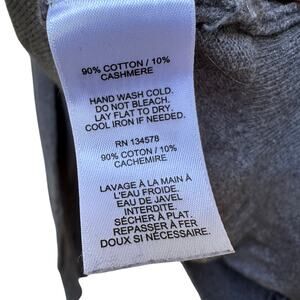 90% COTTON / 10%
CASHMERE
HAND WASH COLD.
DO NOT BLEACH.
LAY FLAT TO DRY.
COOL IRON IF NEEDED.
RN 134578
90% COTON / 10%
CACHEMIRE
LAVAGE À LA MAIN À
L'EAU FROIDE.
EAU DE JAVEL
INTERDITE.
SÉCHER À PLAT.
REPASSER À FER
DOUX SI NÉCESSAIRE.